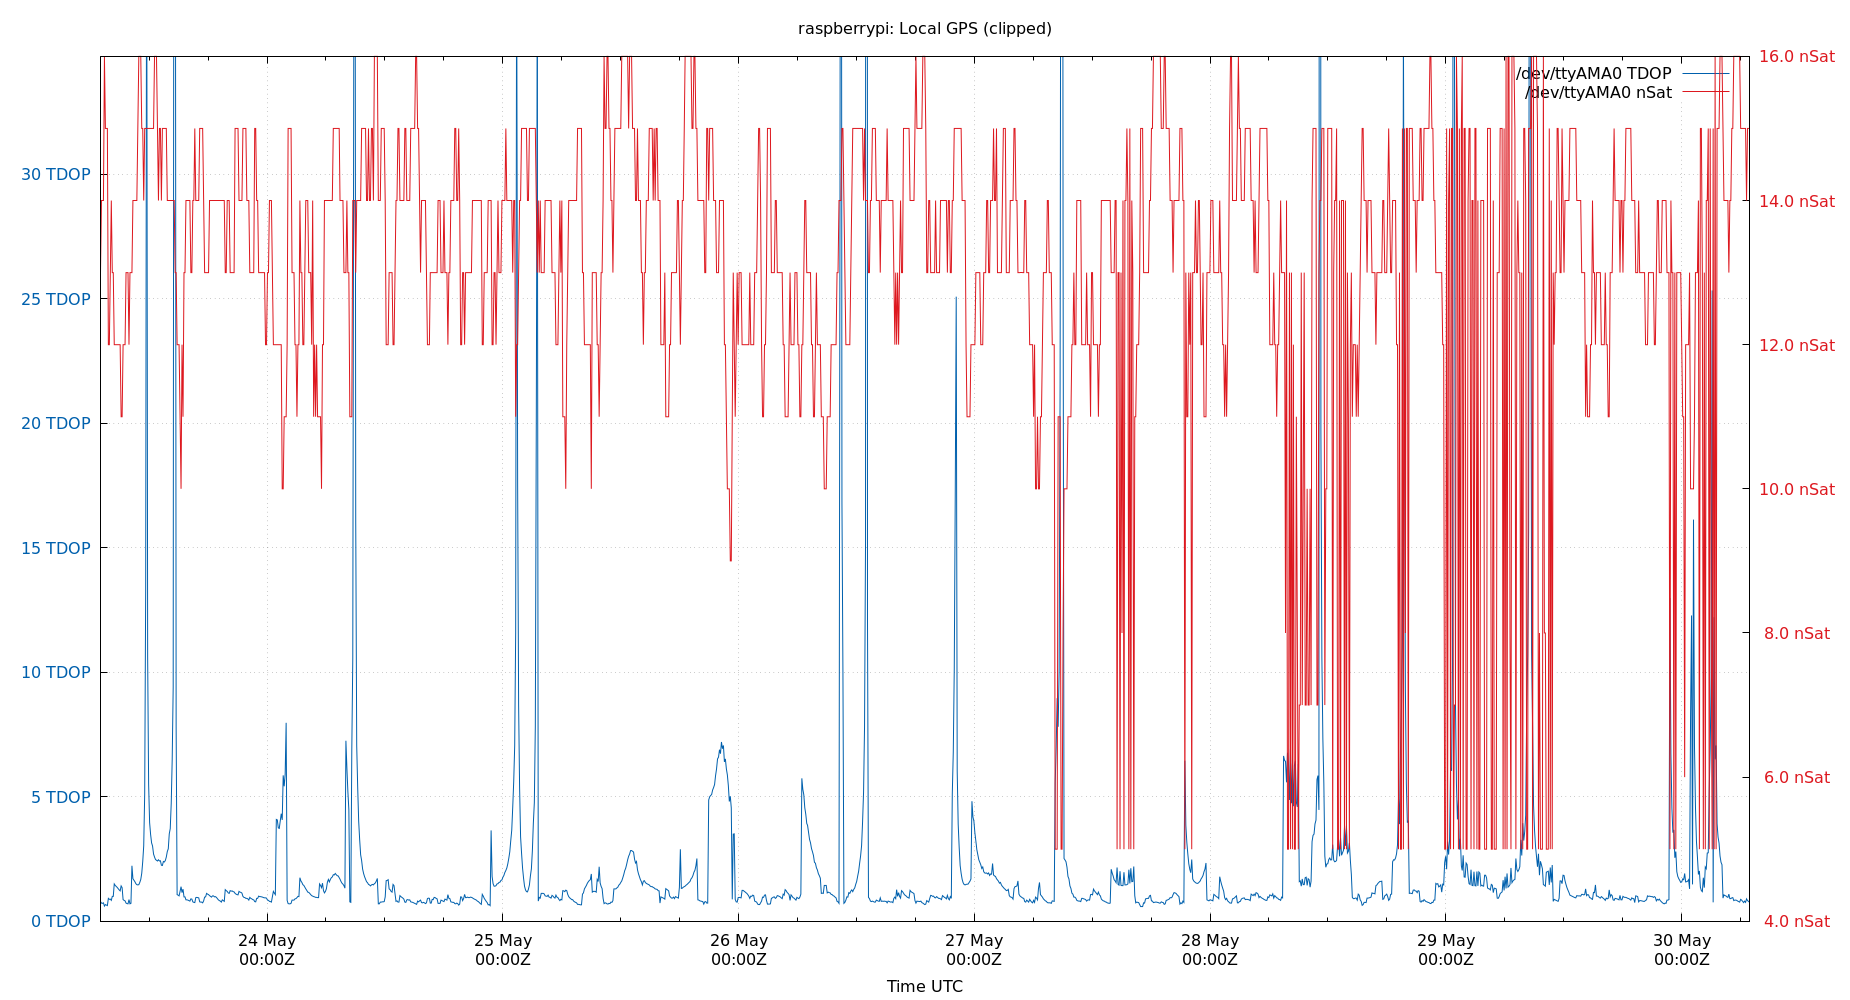 raspberrypi: Local GPS (clipped)
/dev/ttyAMA0 TDOP
/dev/ttyAMA0 nSat
30 TDOP
25 TDOP
20 TDOP
15 TDOP
10 TDOP
5 TDOP
0 TDOP
16.0 nSat
14.0 nSat
12.0 nSat
10.0 nSat
8.0 nSat
6.0 nSat
4.0 nSat
24 May
00:00Z
25 May
00:00Z
26 May
00:00Z
27 May
00:00Z
28 May
00:00Z
29 May
00:00Z
30 May
00:00Z
Time UTC